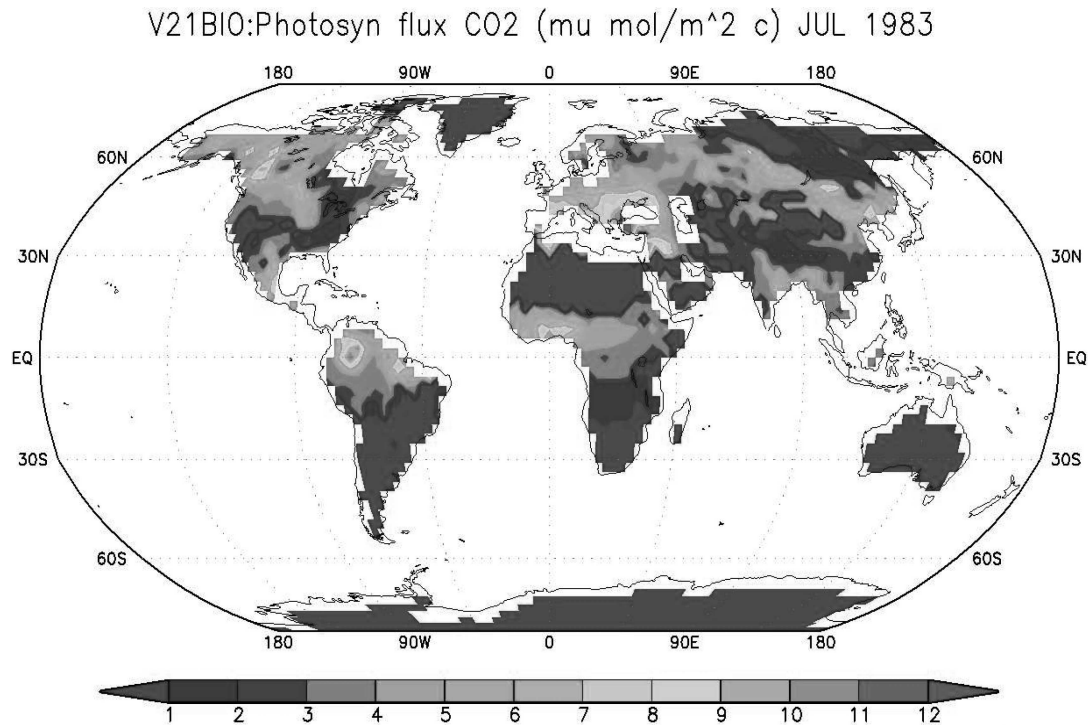 V21BIO:Photosyn flux CO2 (mu mol/m^2 c) JUL 1983
180 90W 0 90E 180
60N 60N
30N 30N
EQ EQ
30S 30S
60S 60S
180 90W 0 90E 180
1 2 3 4 5 6 7 8 9 10 11 12